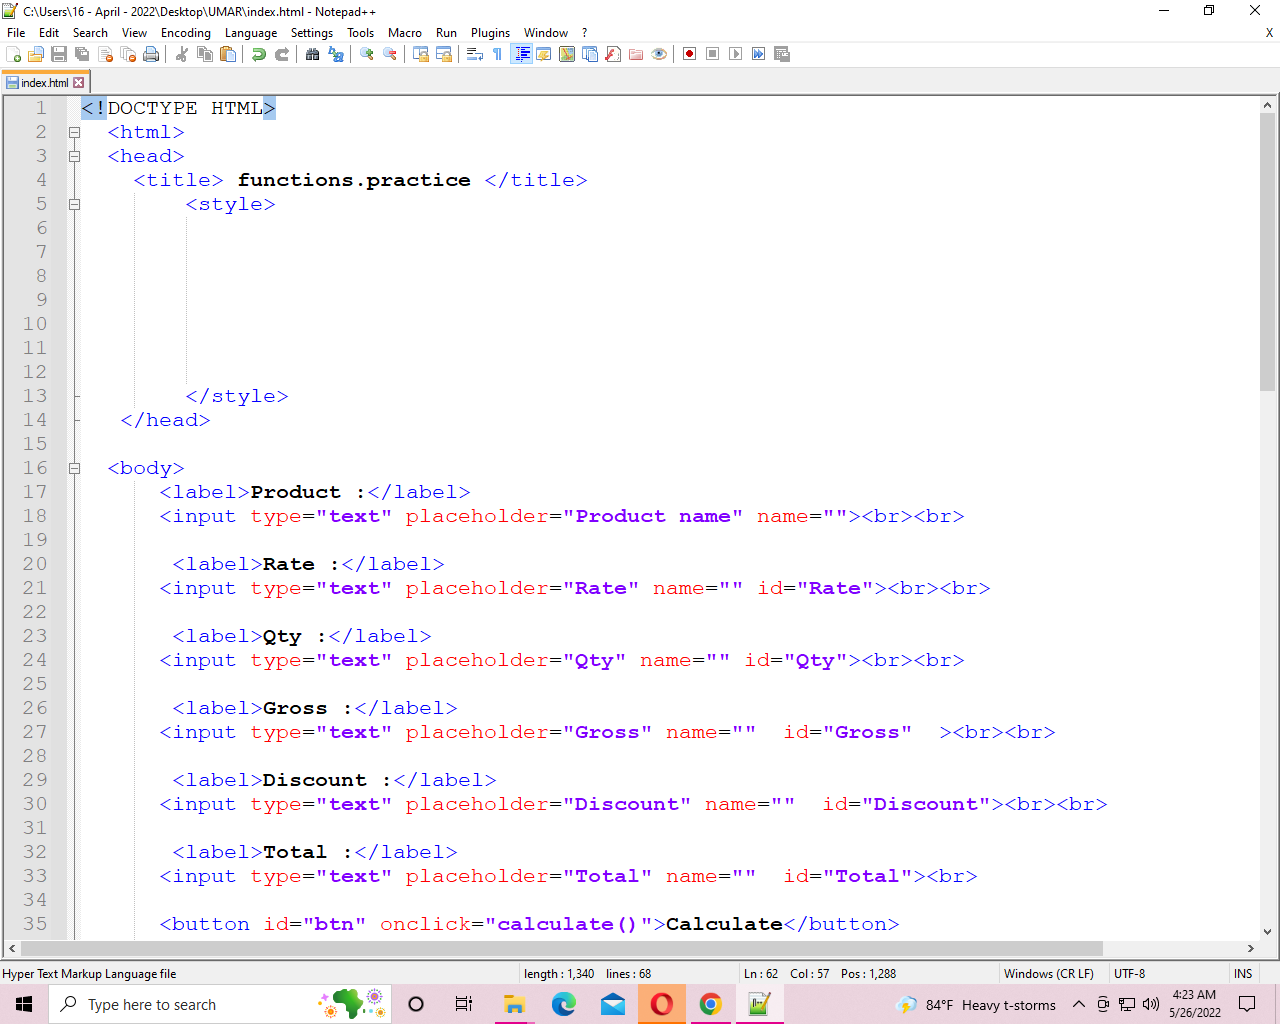 C:\Users\16 - April - 2022\Desktop\UMAR\index.html - Notepad++
File Edit Search View Encoding Language Settings Tools Macro Run Plugins Window ? X
index.html
1 <!DOCTYPE HTML>
2 <html>
3 <head>
4 <title> functions.practice </title>
5 <style>
6
7
8
9
10
11
12
13 </style>
14 </head>
15
16 <body>
17 <label>Product :</label>
18 <input type="text" placeholder="Product name" name=""><br><br>
19
20 <label>Rate :</label>
21 <input type="text" placeholder="Rate" name="" id="Rate"><br><br>
22
23 <label>Qty :</label>
24 <input type="text" placeholder="Qty" name="" id="Qty"><br><br>
25
26 <label>Gross :</label>
27 <input type="text" placeholder="Gross" name=""  id="Gross"  ><br><br>
28
29 <label>Discount :</label>
30 <input type="text" placeholder="Discount" name=""  id="Discount"><br><br>
31
32 <label>Total :</label>
33 <input type="text" placeholder="Total" name=""  id="Total"><br>
34
35 <button id="btn" onclick="calculate()">Calculate</button>
Hyper Text Markup Language file length : 1,340 lines : 68 Ln : 62 Col : 57 Pos : 1,288 Windows (CR LF) UTF-8 INS
Type here to search 84°F Heavy t-storms 4:23 AM
5/26/2022